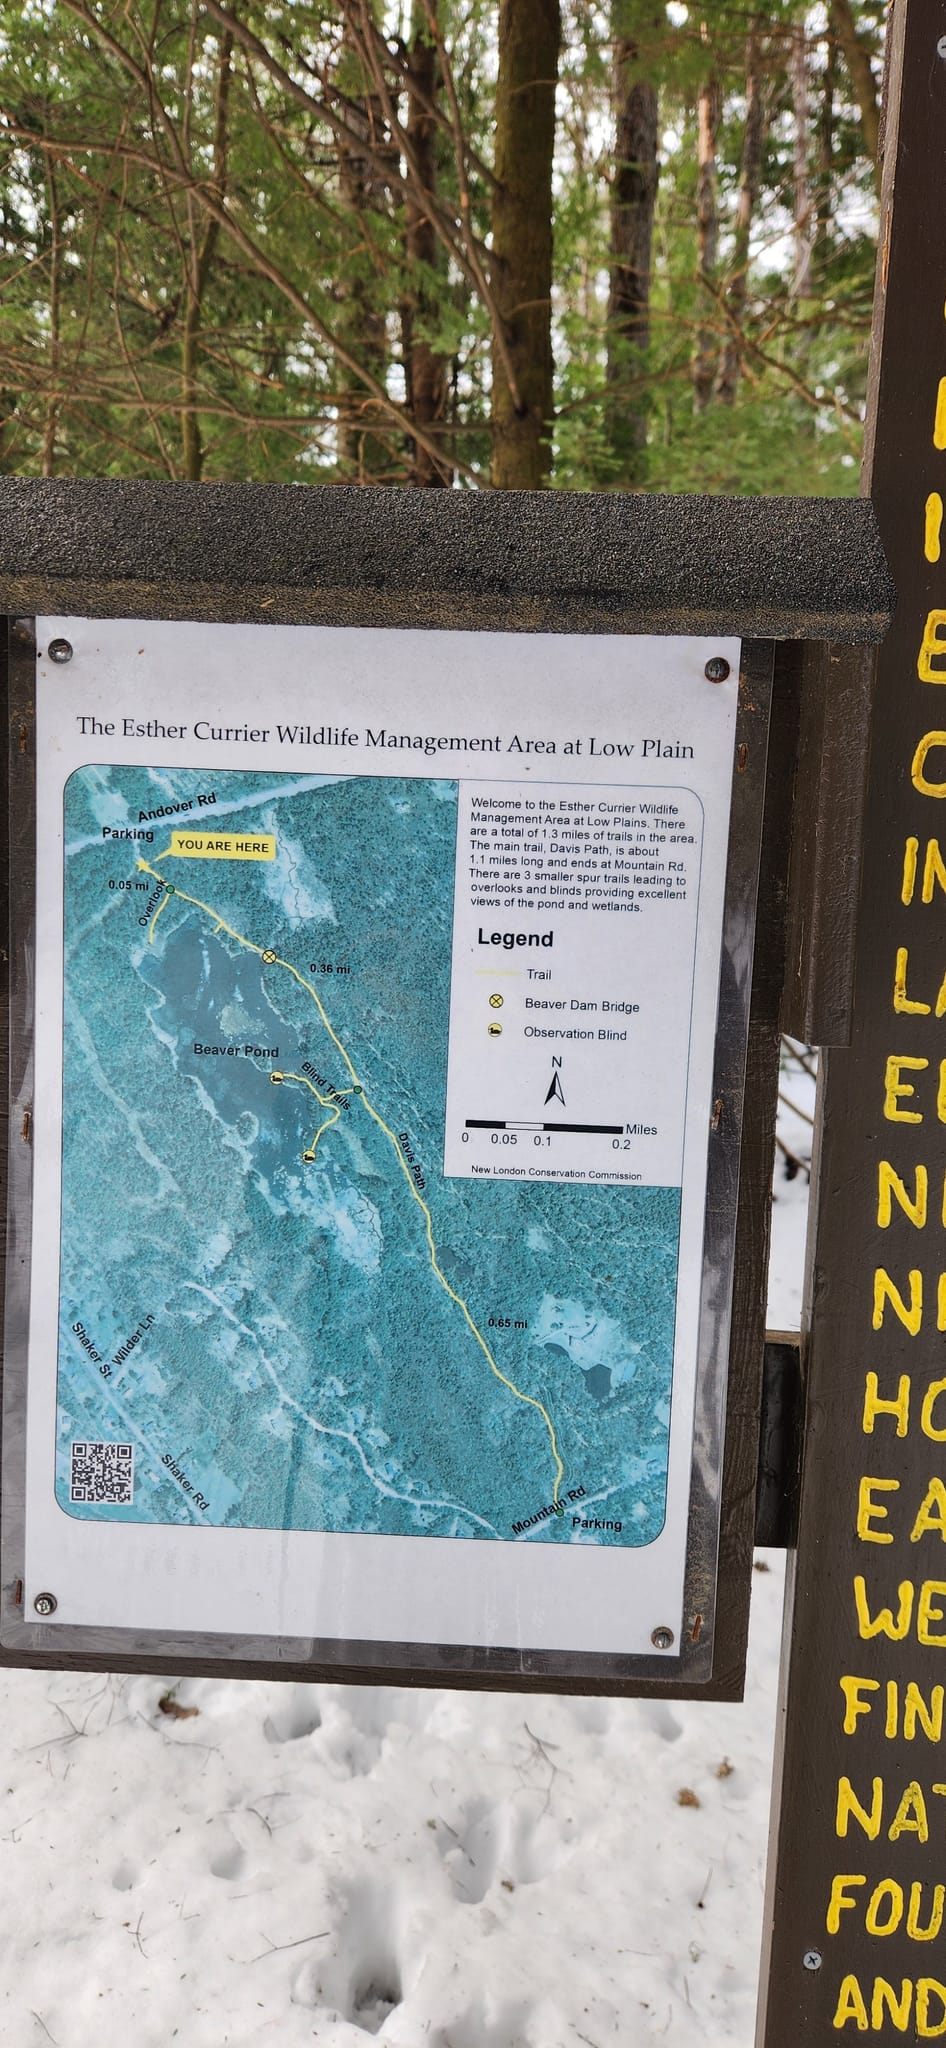 The Esther Currier Wildlife Management Area at Low Plain
Andover Rd
Parking
YOU ARE HERE
0.05 mi
Overlook
0.36 mi
Beaver Pond
Blind Trails
Davis Path
0.65 mi
Shaker St
Wilder Ln
Shaker Rd
Mountain Rd
Parking
Welcome to the Esther Currier Wildlife
Management Area at Low Plains. There
are a total of 1.3 miles of trails in the area.
The main trail, Davis Path, is about
1.1 miles long and ends at Mountain Rd.
There are 3 smaller spur trails leading to
overlooks and blinds providing excellent
views of the pond and wetlands.
Legend
Trail
Beaver Dam Bridge
Observation Blind
N
Miles
0 0.05 0.1 0.2
New London Conservation Commission
WE
FIN
NAT
FOU
AND